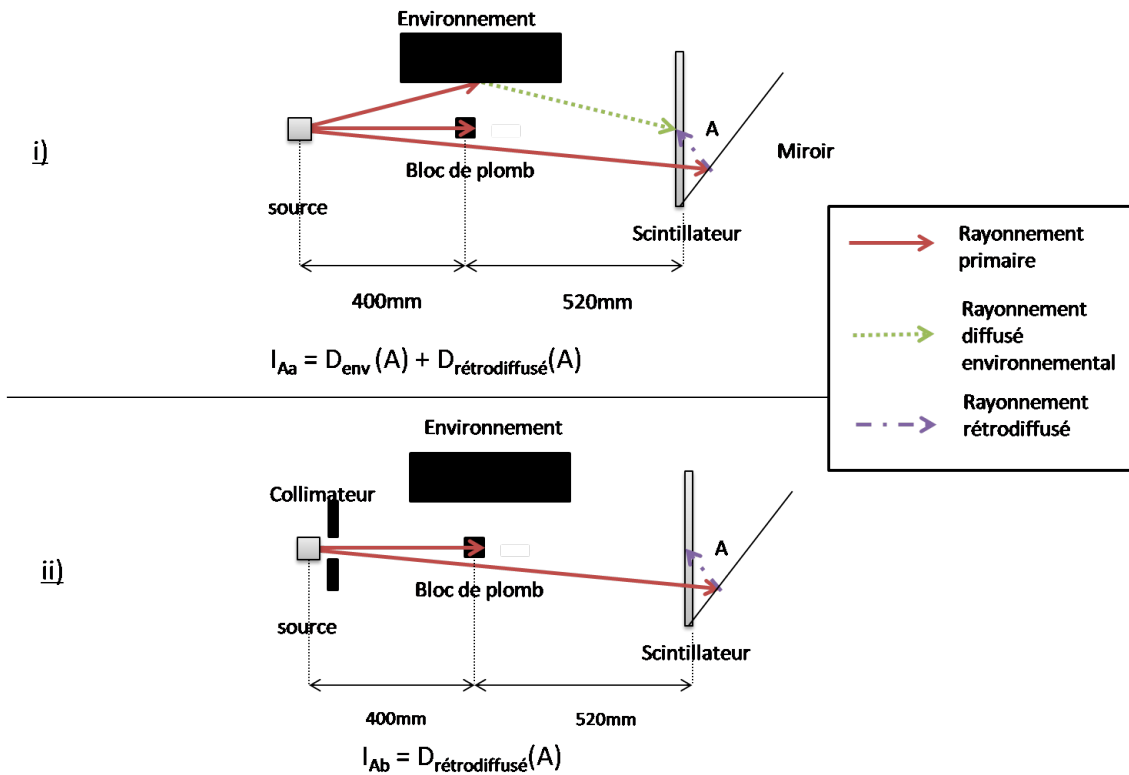 Environnement
i)
A
Miroir
Bloc de plomb
source
Scintillateur
400mm
520mm
I_Aa = D_env (A) + D_rétrodiffusé(A)
Rayonnement
primaire
Rayonnement
diffusé
environnemental
Rayonnement
rétrodiffusé
Environnement
Collimateur
A
ii)
Bloc de plomb
source
Scintillateur
400mm
520mm
I_Ab = D_rétrodiffusé(A)